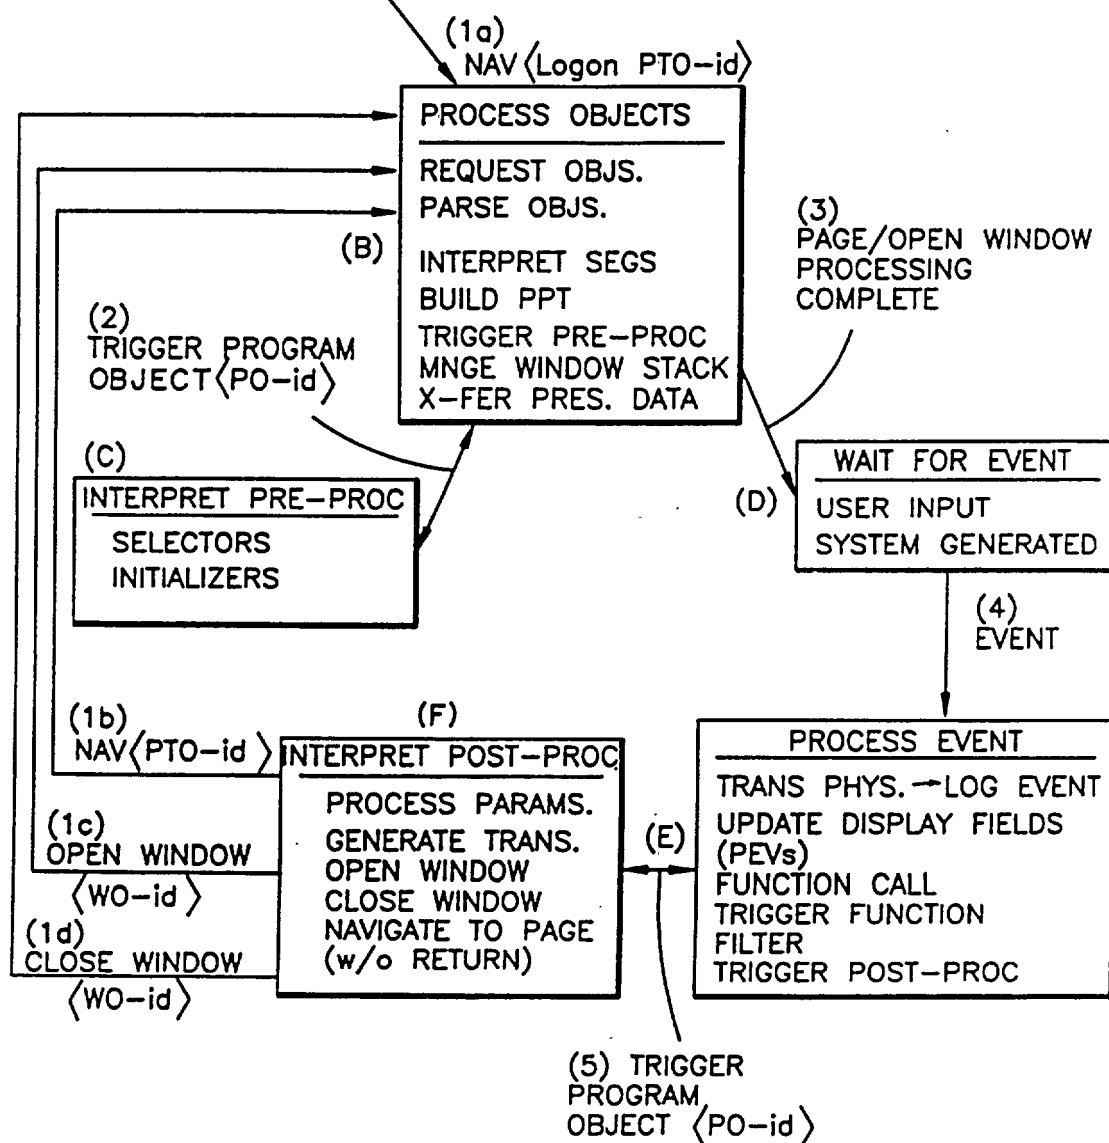 (1a)
NAV⟨Logon PTO-id⟩
PROCESS OBJECTS
REQUEST OBJS.
PARSE OBJS.
(B)
INTERPRET SEGS
BUILD PPT
TRIGGER PRE-PROC
MNGE WINDOW STACK
X-FER PRES. DATA
(3)
PAGE/OPEN WINDOW
PROCESSING
COMPLETE
(2)
TRIGGER PROGRAM
OBJECT⟨PO-id⟩
(C)
INTERPRET PRE-PROC
SELECTORS
INITIALIZERS
WAIT FOR EVENT
(D)
USER INPUT
SYSTEM GENERATED
(4)
EVENT
(1b)
NAV⟨PTO-id⟩
(1c)
OPEN WINDOW
⟨WO-id⟩
(1d)
CLOSE WINDOW
⟨WO-id⟩
(F)
INTERPRET POST-PROC
PROCESS PARAMS.
GENERATE TRANS.
OPEN WINDOW
CLOSE WINDOW
NAVIGATE TO PAGE
(w/o RETURN)
(E)
PROCESS EVENT
TRANS PHYS.→LOG EVENT
UPDATE DISPLAY FIELDS
(PEVs)
FUNCTION CALL
TRIGGER FUNCTION
FILTER
TRIGGER POST-PROC
(5) TRIGGER
PROGRAM
OBJECT ⟨PO-id⟩